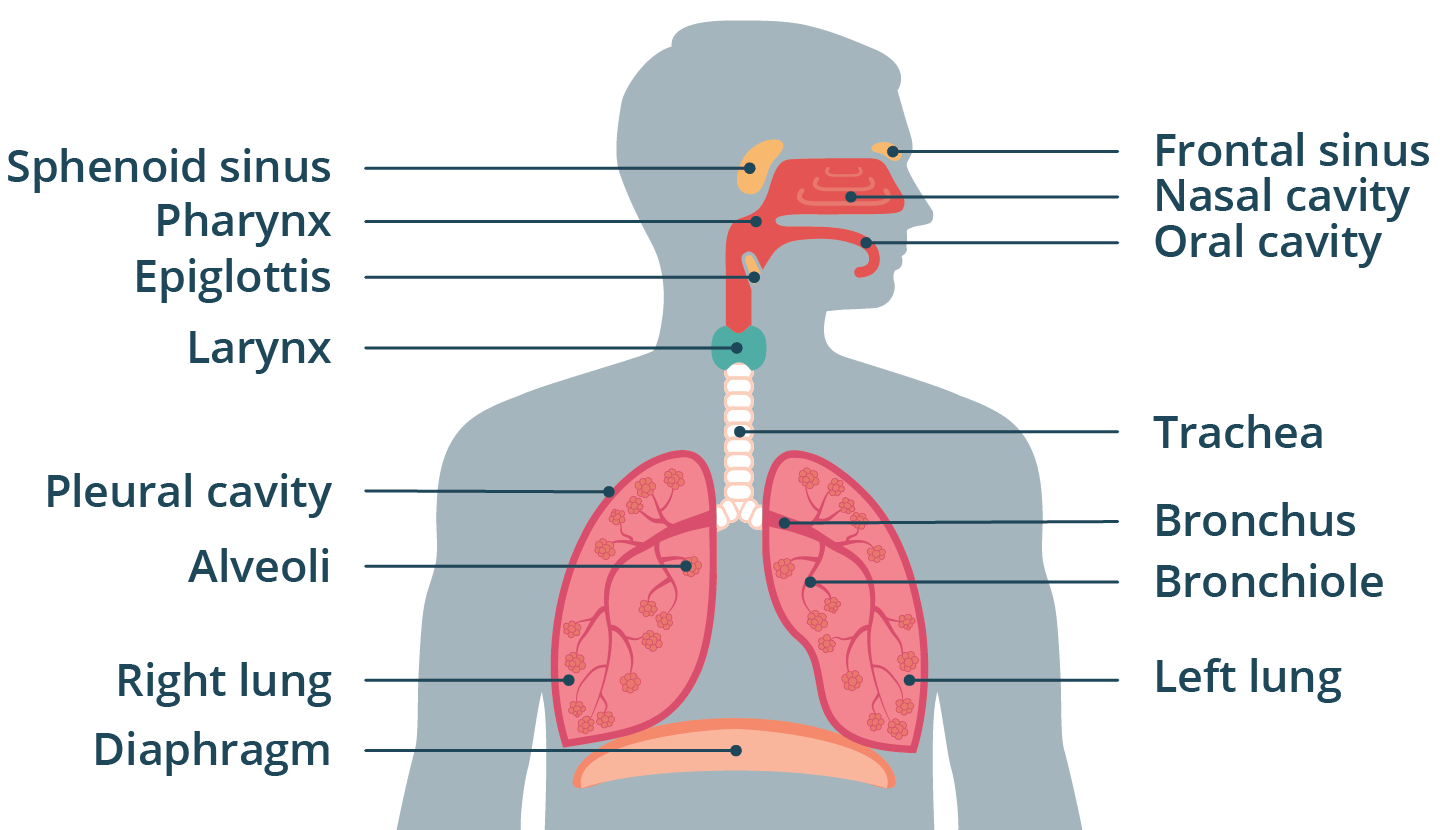 Sphenoid sinus
Pharynx
Epiglottis
Larynx
Pleural cavity
Alveoli
Right lung
Diaphragm
Frontal sinus
Nasal cavity
Oral cavity
Trachea
Bronchus
Bronchiole
Left lung